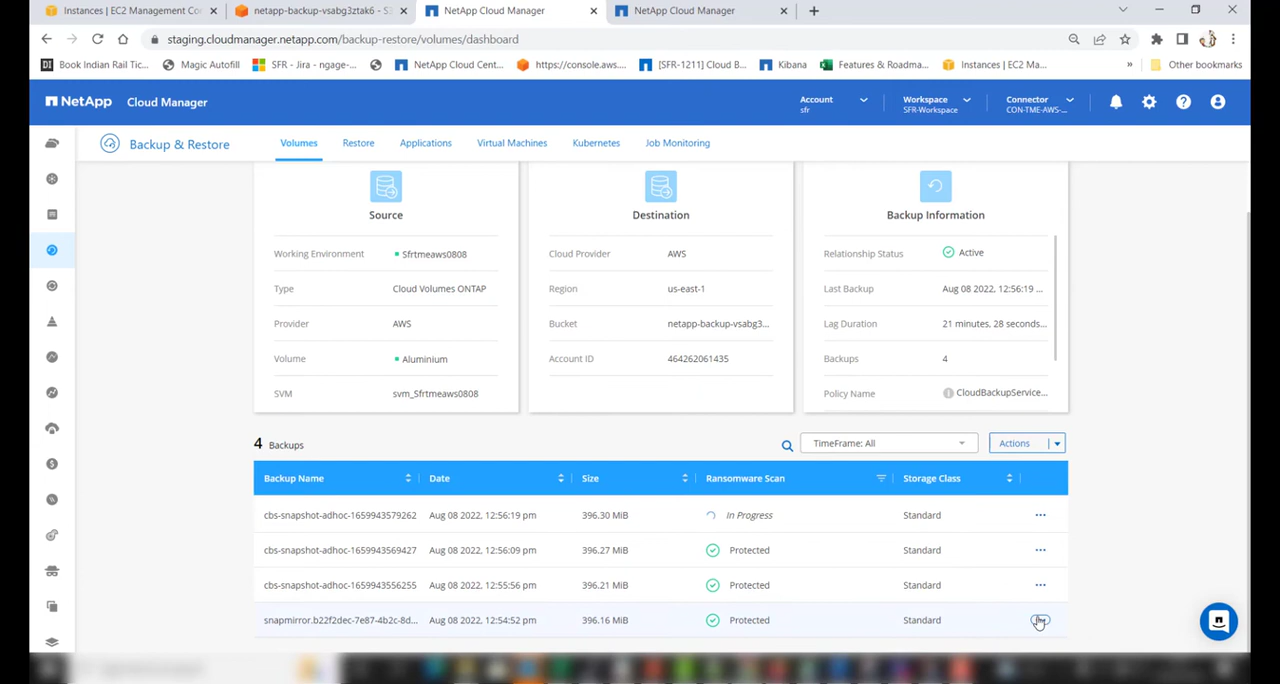 Instances | EC2 Management Con
netapp-backup-vsabg3ztak6 - S3
NetApp Cloud Manager
NetApp Cloud Manager
staging.cloudmanager.netapp.com/backup-restore/volumes/dashboard
Book Indian Rail Tic...
Magic Autofill
SFR - Jira - ngage-...
NetApp Cloud Cent...
https://console.aws....
[SFR-1211] Cloud B...
Kibana
Features & Roadma...
Instances | EC2 Ma...
»
Other bookmarks
NetApp
Cloud Manager
Account
sfr
Workspace
SFR-Workspace
Connector
CON-TME-AWS-...
Backup & Restore
Volumes
Restore
Applications
Virtual Machines
Kubernetes
Job Monitoring
Source
Working Environment
Sfrtmeaws0808
Type
Cloud Volumes ONTAP
Provider
AWS
Volume
Aluminium
SVM
svm_Sfrtmeaws0808
Destination
Cloud Provider
AWS
Region
us-east-1
Bucket
netapp-backup-vsabg3...
Account ID
464262061435
Backup Information
Relationship Status
Active
Last Backup
Aug 08 2022, 12:56:19 ...
Lag Duration
21 minutes, 28 seconds...
Backups
4
Policy Name
CloudBackupService...
4 Backups
TimeFrame: All
Actions
Backup Name
Date
Size
Ransomware Scan
Storage Class
cbs-snapshot-adhoc-1659943579262
Aug 08 2022, 12:56:19 pm
396.30 MiB
In Progress
Standard
...
cbs-snapshot-adhoc-1659943569427
Aug 08 2022, 12:56:09 pm
396.27 MiB
Protected
Standard
...
cbs-snapshot-adhoc-1659943556255
Aug 08 2022, 12:55:56 pm
396.21 MiB
Protected
Standard
...
snapmirror.b22f2dec-7e87-4b2c-8d...
Aug 08 2022, 12:54:52 pm
396.16 MiB
Protected
Standard